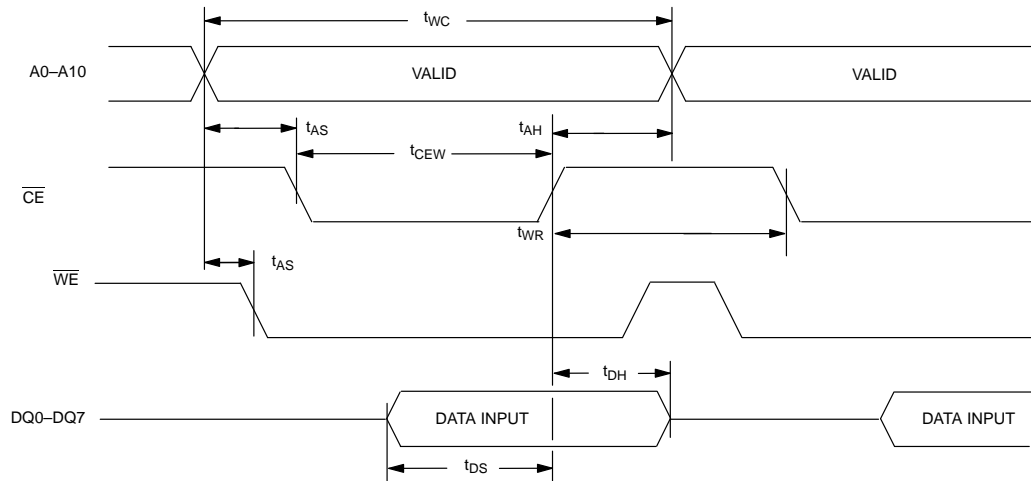 tWC
A0–A10
VALID
VALID
tAS
tAH
tCEW
CE
tWR
tAS
WE
tDH
DQ0–DQ7
DATA INPUT
DATA INPUT
tDS